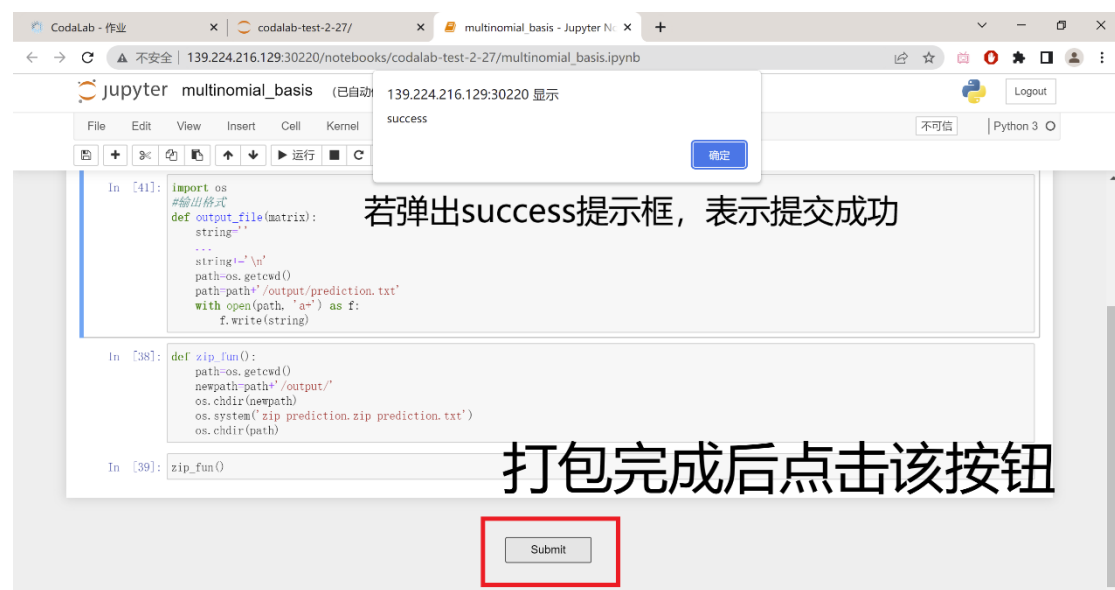 CodaLab - 作业
codalab-test-2-27/
multinomial_basis - Jupyter No
不安全 | 139.224.216.129:30220/notebooks/codalab-test-2-27/multinomial_basis.ipynb
139.224.216.129:30220 显示
success
确定
jupyter multinomial_basis (已自动
Logout
File Edit View Insert Cell Kernel
不可信 Python 3
运行
In [41]: import os
#输出格式
def output_file(matrix):
string=''
...
string+='\n'
path=os.getcwd()
path=path+'/output/prediction.txt'
with open(path, 'a+') as f:
f.write(string)
若弹出success提示框，表示提交成功
In [38]: def zip_fun():
path=os.getcwd()
newpath=path+'/output/'
os.chdir(newpath)
os.system('zip prediction.zip prediction.txt')
os.chdir(path)
In [39]: zip_fun()
打包完成后点击该按钮
Submit